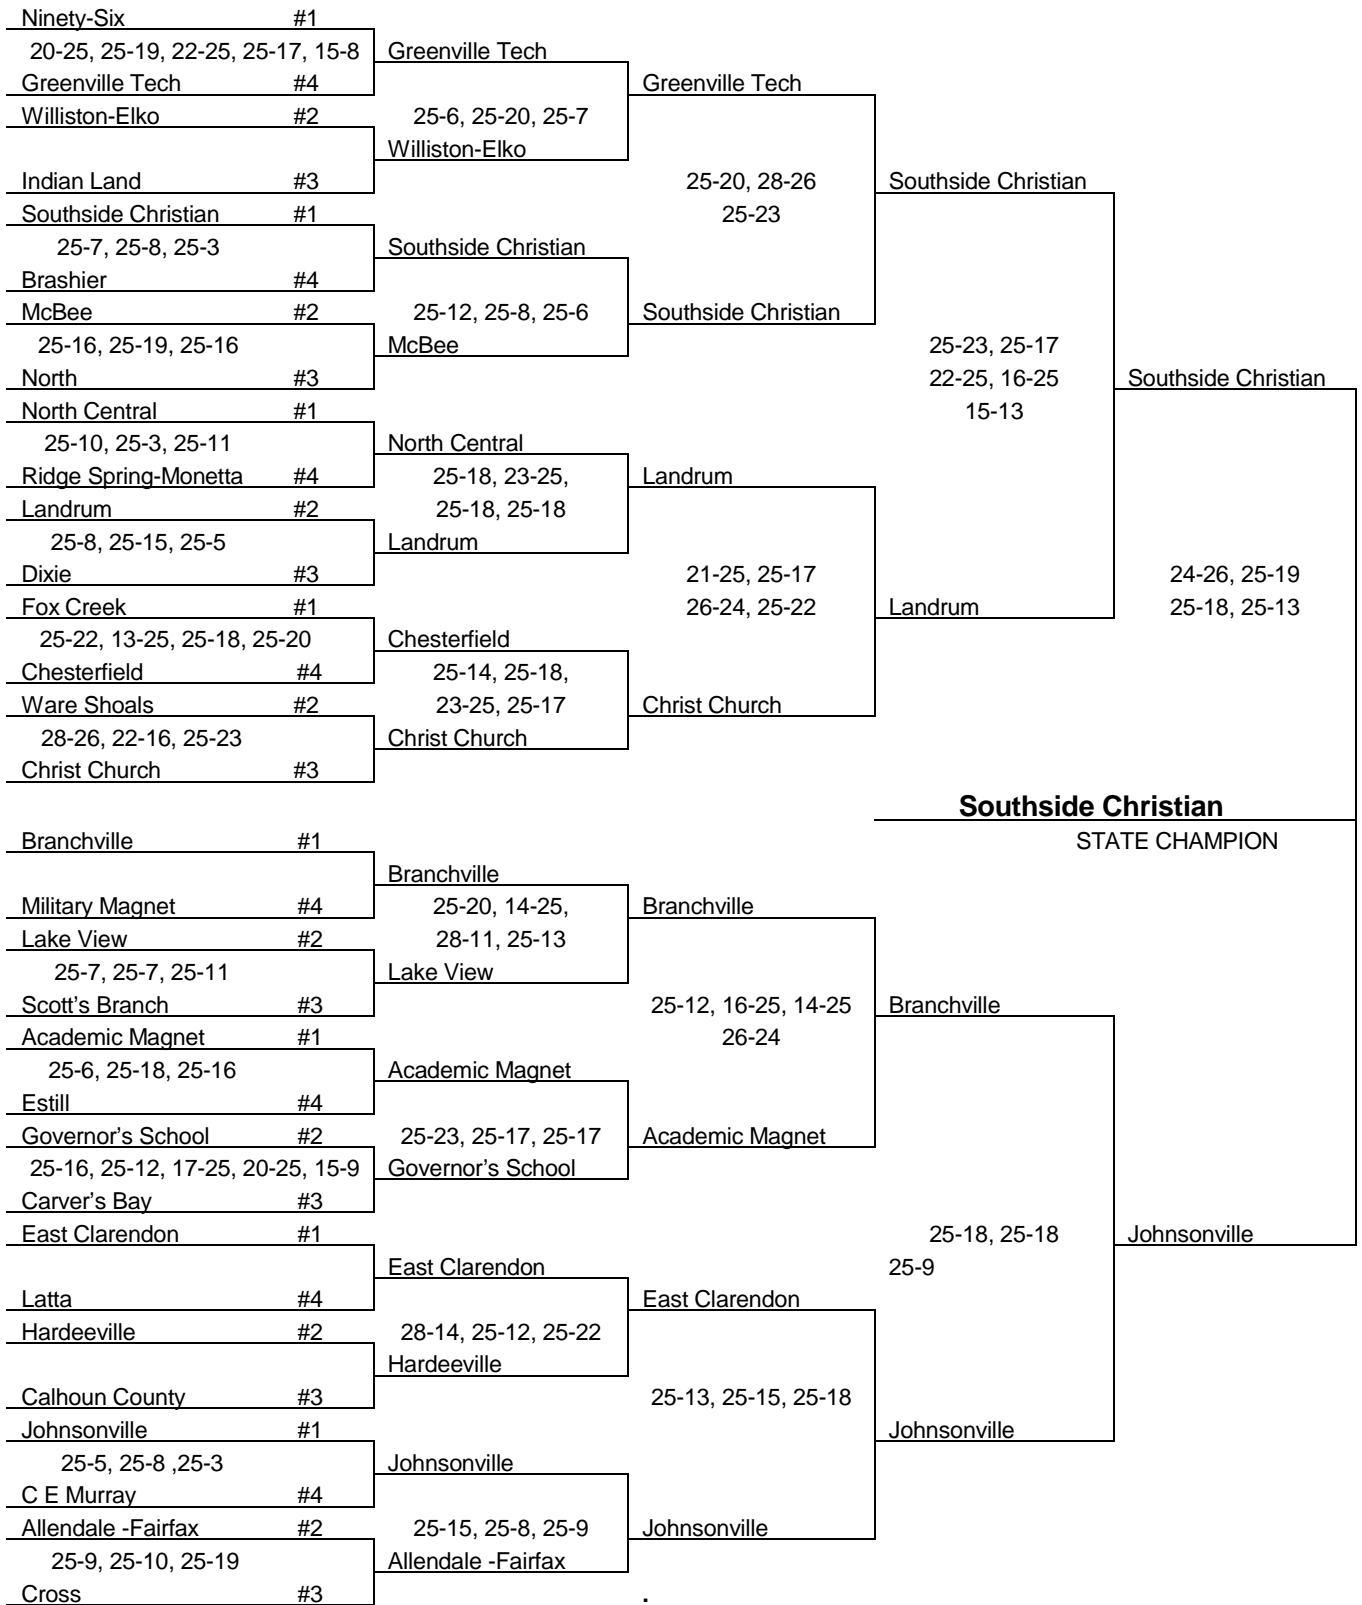 Ninety-Six #1
20-25, 25-19, 22-25, 25-17, 15-8 Greenville Tech
Greenville Tech #4 Greenville Tech
Williston-Elko #2 25-6, 25-20, 25-7
Williston-Elko
Indian Land #3 25-20, 28-26 Southside Christian
Southside Christian #1 25-23
25-7, 25-8, 25-3 Southside Christian
Brashier #4
McBee #2 25-12, 25-8, 25-6 Southside Christian
25-16, 25-19, 25-16 McBee 25-23, 25-17
North #3 22-25, 16-25 Southside Christian
North Central #1 15-13
25-10, 25-3, 25-11 North Central
Ridge Spring-Monetta #4 25-18, 23-25, Landrum
Landrum #2 25-18, 25-18
25-8, 25-15, 25-5 Landrum
Dixie #3 21-25, 25-17 24-26, 25-19
Fox Creek #1 26-24, 25-22 Landrum 25-18, 25-13
25-22, 13-25, 25-18, 25-20 Chesterfield
Chesterfield #4 25-14, 25-18,
Ware Shoals #2 23-25, 25-17 Christ Church
28-26, 22-16, 25-23 Christ Church
Christ Church #3
Southside Christian
Branchville #1 STATE CHAMPION
Branchville
Military Magnet #4 25-20, 14-25, Branchville
Lake View #2 28-11, 25-13
25-7, 25-7, 25-11 Lake View
Scott's Branch #3 25-12, 16-25, 14-25 Branchville
Academic Magnet #1 26-24
25-6, 25-18, 25-16 Academic Magnet
Estill #4
Governor's School #2 25-23, 25-17, 25-17 Academic Magnet
25-16, 25-12, 17-25, 20-25, 15-9 Governor's School
Carver's Bay #3
East Clarendon #1 25-18, 25-18 Johnsonville
East Clarendon 25-9
Latta #4 East Clarendon
Hardeeville #2 28-14, 25-12, 25-22
Hardeeville
Calhoun County #3 25-13, 25-15, 25-18
Johnsonville #1 Johnsonville
25-5, 25-8 ,25-3 Johnsonville
C E Murray #4
Allendale -Fairfax #2 25-15, 25-8, 25-9 Johnsonville
25-9, 25-10, 25-19 Allendale -Fairfax
Cross #3 .